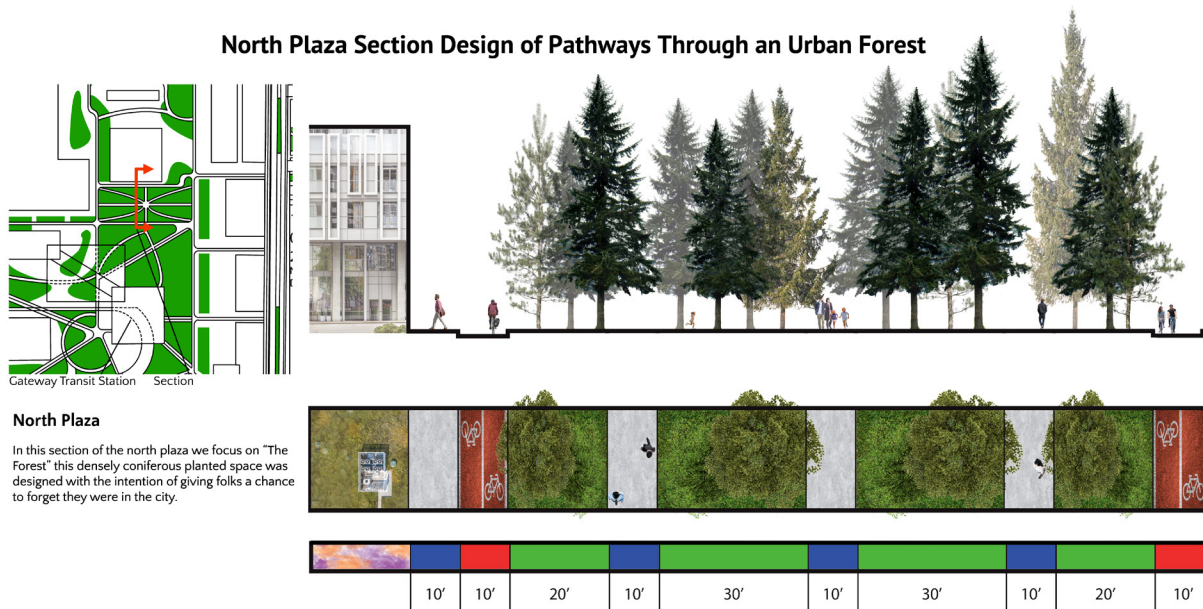 North Plaza Section Design of Pathways Through an Urban Forest
Gateway Transit Station Section
North Plaza
In this section of the north plaza we focus on “The
Forest” this densely coniferous planted space was
designed with the intention of giving folks a chance
to forget they were in the city.
10’ 10’ 20’ 10’ 30’ 10’ 30’ 10’ 20’ 10’